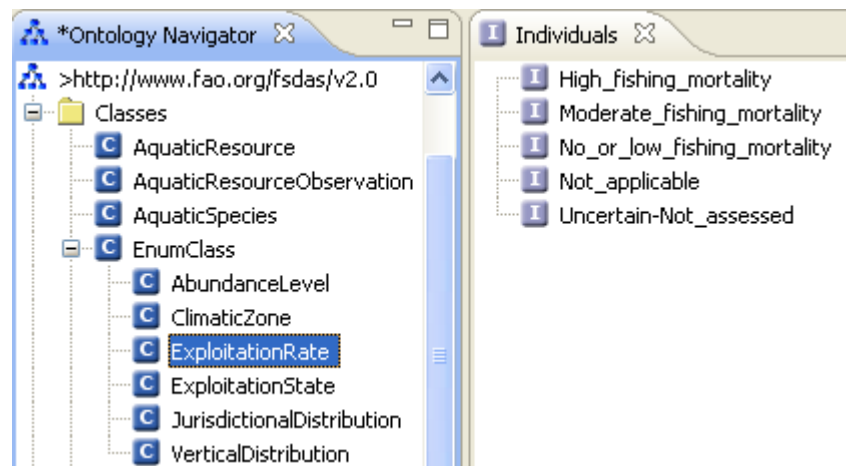 *Ontology Navigator
>http://www.fao.org/fsdas/v2.0
Classes
C AquaticResource
C AquaticResourceObservation
C AquaticSpecies
C EnumClass
C AbundanceLevel
C ClimaticZone
C ExploitationRate
C ExploitationState
C JurisdictionalDistribution
C VerticalDistribution
I Individuals
I High_fishing_mortality
I Moderate_fishing_mortality
I No_or_low_fishing_mortality
I Not_applicable
I Uncertain-Not_assessed